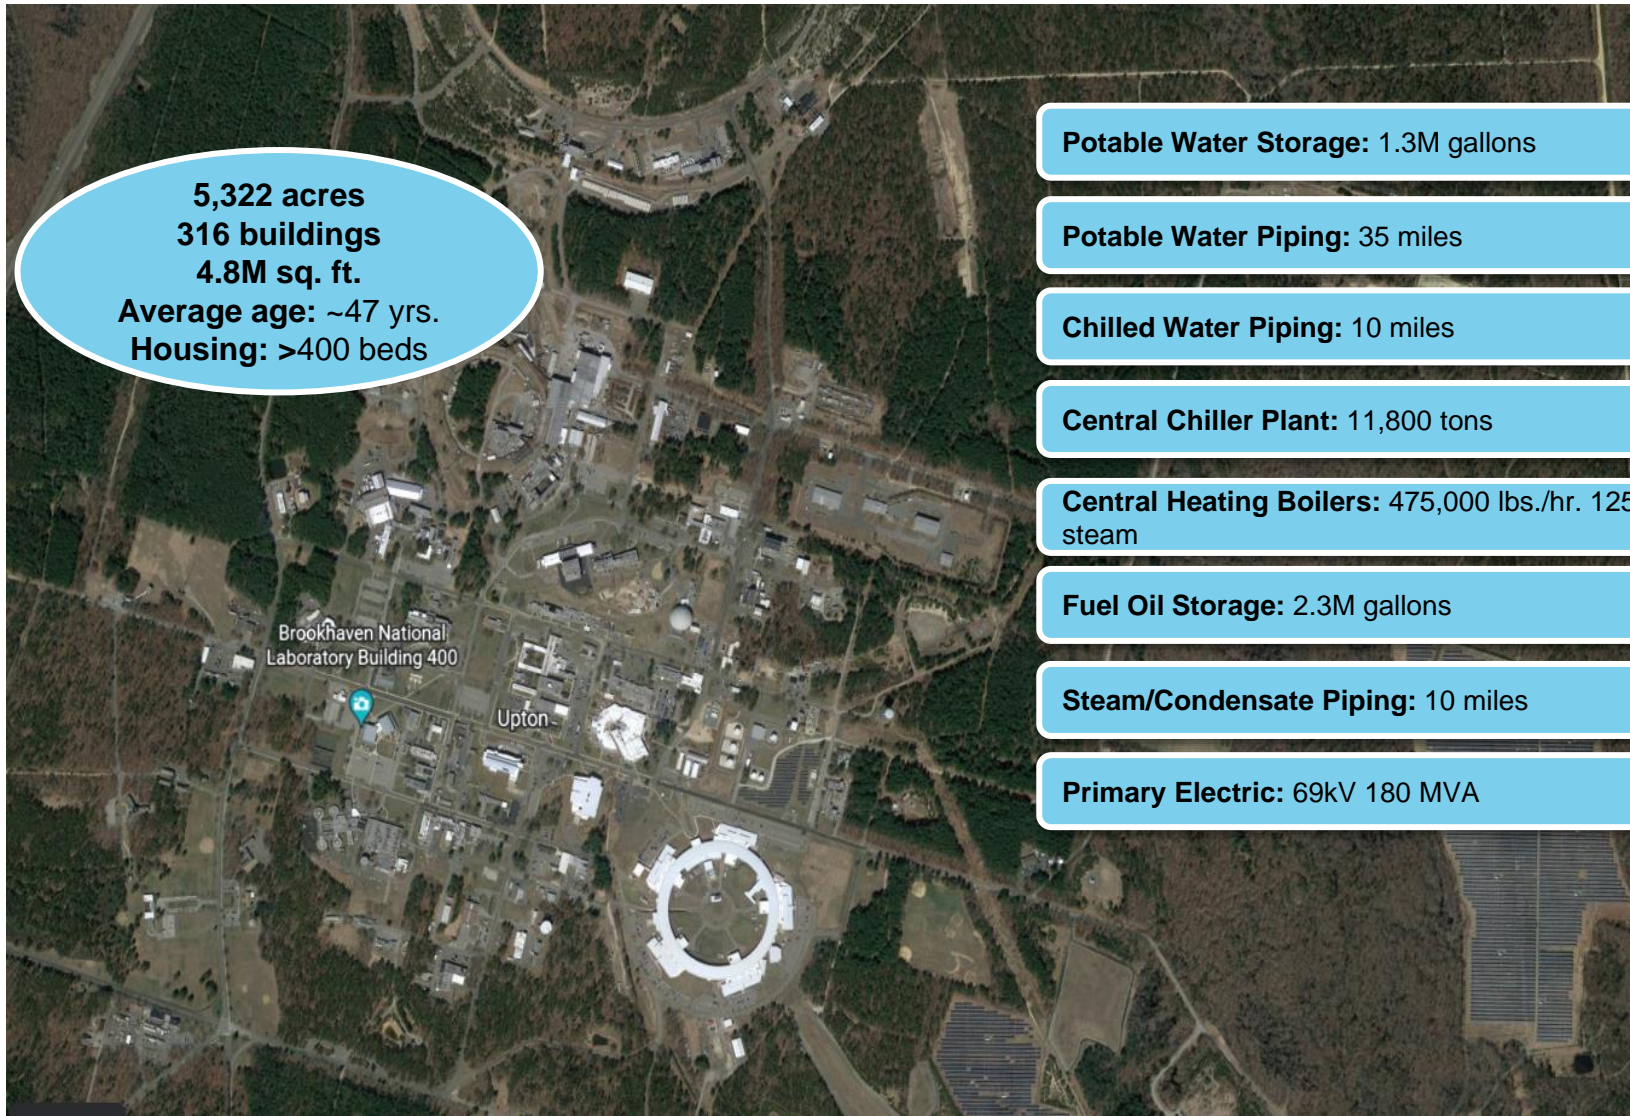 5,322 acres
316 buildings
4.8M sq. ft.
Average age: ~47 yrs.
Housing: >400 beds
Potable Water Storage: 1.3M gallons
Potable Water Piping: 35 miles
Chilled Water Piping: 10 miles
Central Chiller Plant: 11,800 tons
Central Heating Boilers: 475,000 lbs./hr. 125
steam
Fuel Oil Storage: 2.3M gallons
Steam/Condensate Piping: 10 miles
Primary Electric: 69kV 180 MVA
Brookhaven National
Laboratory Building 400
Upton